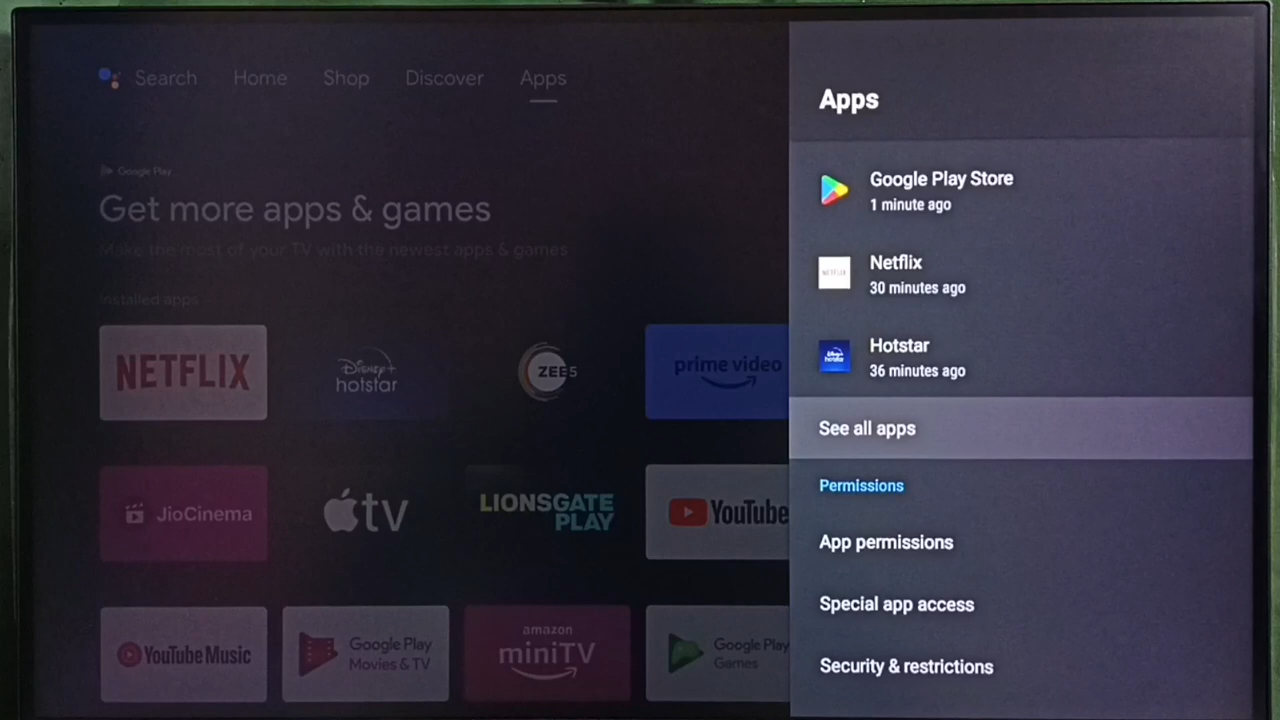 Search Home Shop Discover Apps
Google Play
Get more apps & games
Make the most of your TV with the newest apps & games
Installed apps
NETFLIX
Disney+
hotstar
ZEE5
prime video
JioCinema
tv
LIONSGATE
PLAY
YouTube
YouTube Music
Google Play
Movies & TV
amazon
miniTV
Google Play
Games
Apps
Google Play Store
1 minute ago
NETFLIX
Netflix
30 minutes ago
Disney+
hotstar
Hotstar
36 minutes ago
See all apps
Permissions
App permissions
Special app access
Security & restrictions